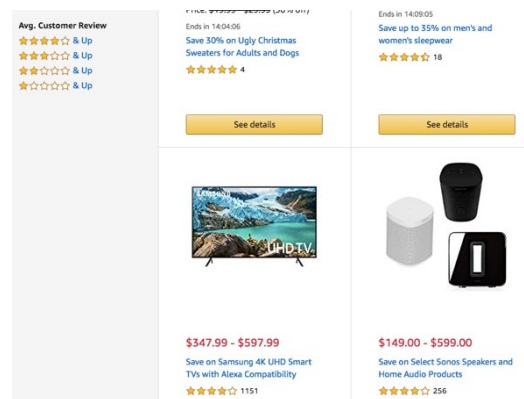 Avg. Customer Review
& Up
& Up
& Up
& Up
Ends in 14:04:06
Save 30% on Ugly Christmas
Sweaters for Adults and Dogs
4
See details
Ends in 14:09:05
Save up to 35% on men's and
women's sleepwear
18
See details
SAMSUNG
UHD TV
$347.99 - $597.99
Save on Samsung 4K UHD Smart
TVs with Alexa Compatibility
1151
$149.00 - $599.00
Save on Select Sonos Speakers and
Home Audio Products
256